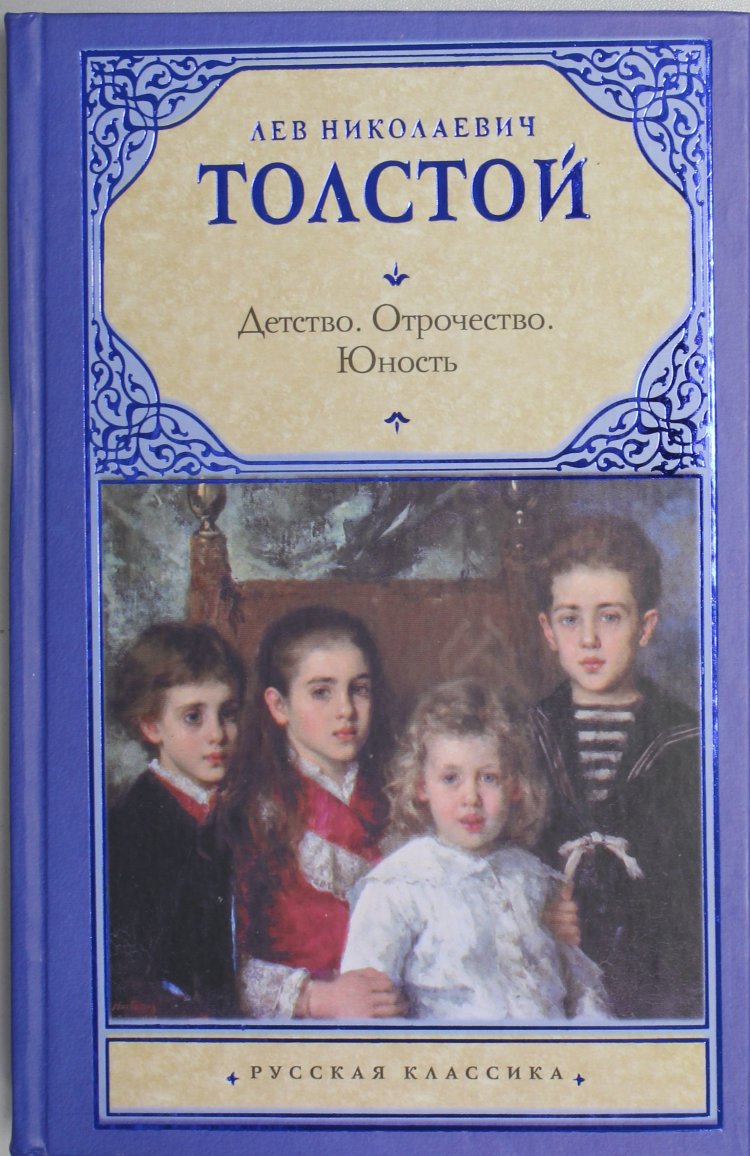 ЛЕВ НИКОЛАЕВИЧ
ТОЛСТОЙ
Детство. Отрочество.
Юность
РУССКАЯ КЛАССИКА